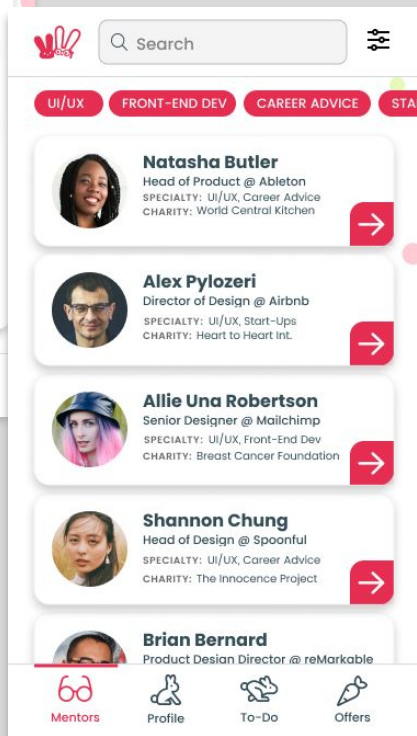 Search
UI/UX
FRONT-END DEV
CAREER ADVICE
STA
Natasha Butler
Head of Product @ Ableton
SPECIALTY: UI/UX, Career Advice
CHARITY: World Central Kitchen
Alex Pylozeri
Director of Design @ Airbnb
SPECIALTY: UI/UX, Start-Ups
CHARITY: Heart to Heart Int.
Allie Una Robertson
Senior Designer @ Mailchimp
SPECIALTY: UI/UX, Front-End Dev
CHARITY: Breast Cancer Foundation
Shannon Chung
Head of Design @ Spoonful
SPECIALTY: UI/UX, Career Advice
CHARITY: The Innocence Project
Brian Bernard
Product Design Director @ reMarkable
Mentors
Profile
To-Do
Offers